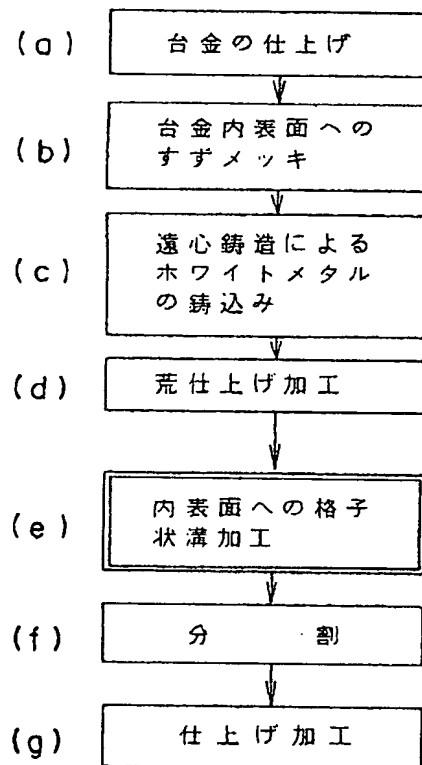 (a) 台金の仕上げ
(b) 台金内表面への
すずメッキ
(c) 遠心鋳造による
ホワイトメタル
の鋳込み
(d) 荒仕上げ加工
(e) 内表面への格子
状溝加工
(f) 分割
(g) 仕上げ加工